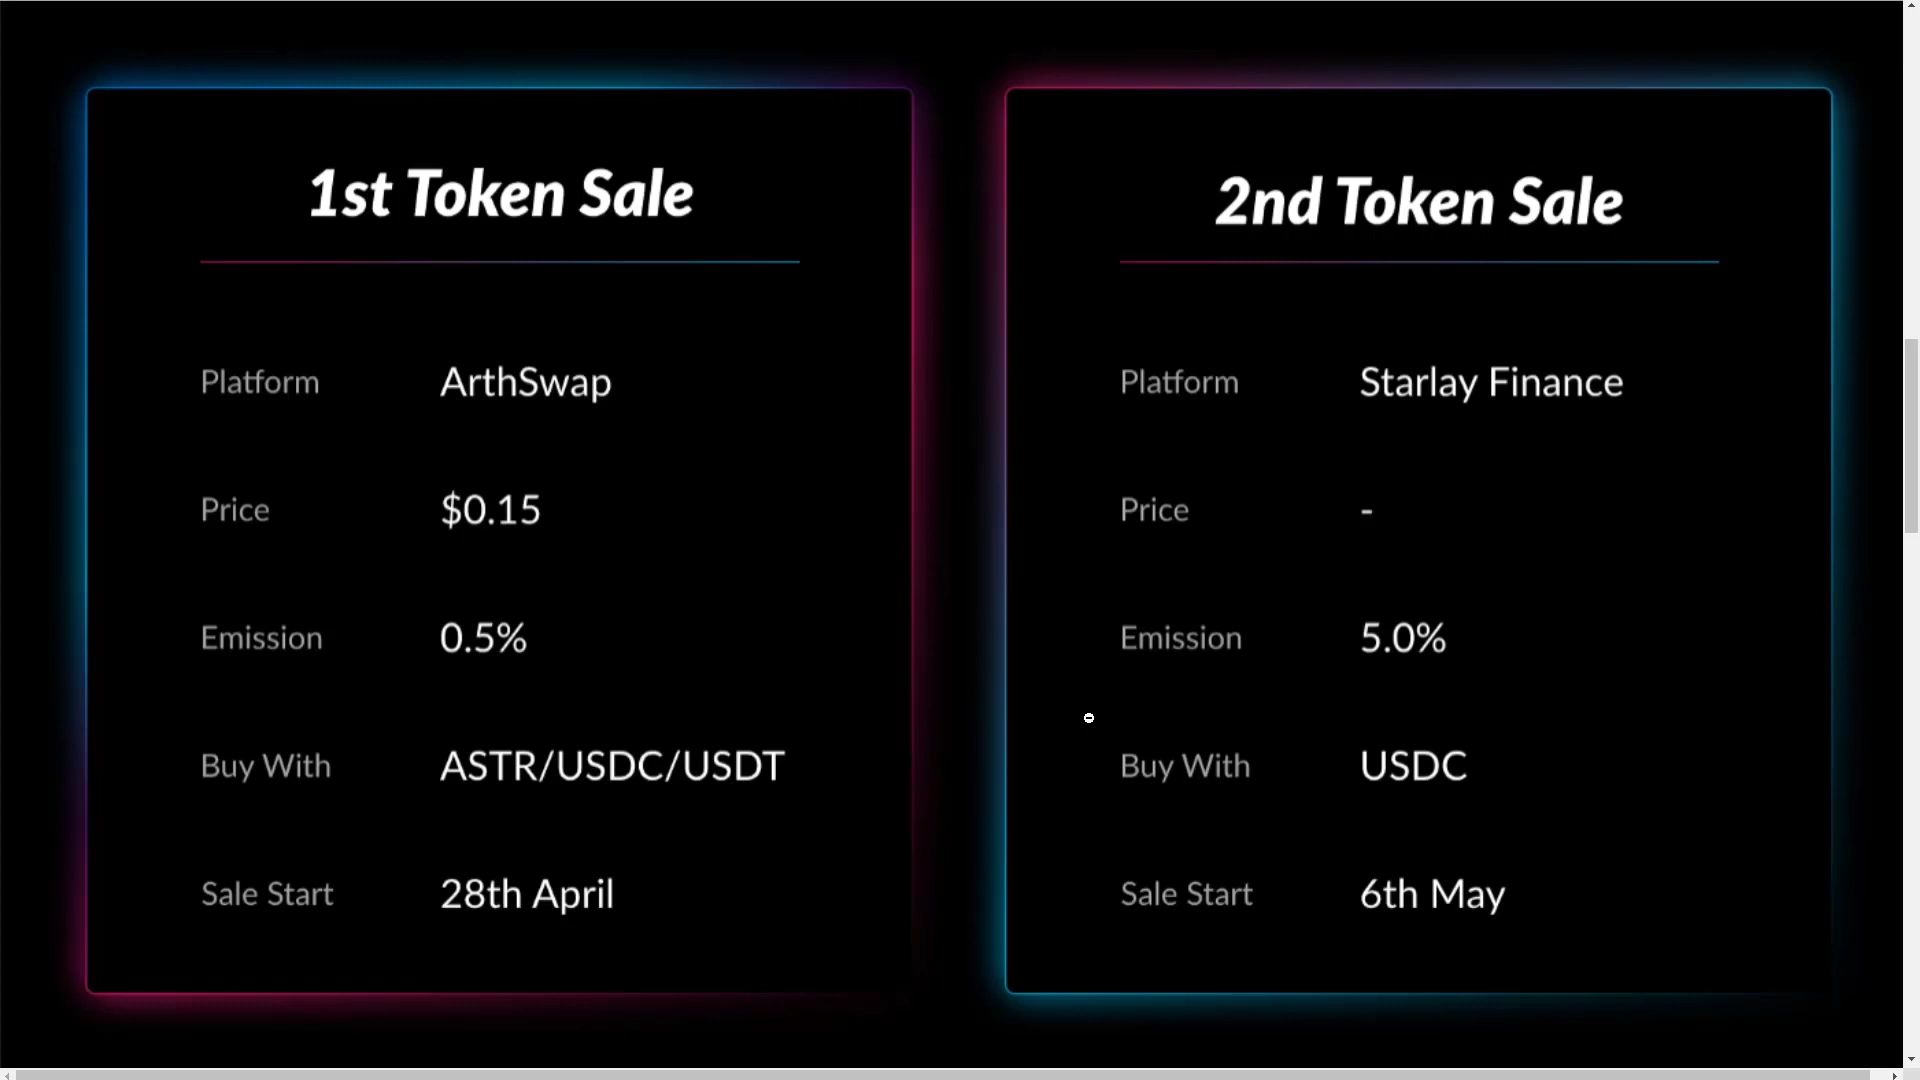 1st Token Sale
Platform ArthSwap
Price $0.15
Emission 0.5%
Buy With ASTR/USDC/USDT
Sale Start 28th April
2nd Token Sale
Platform Starlay Finance
Price -
Emission 5.0%
Buy With USDC
Sale Start 6th May